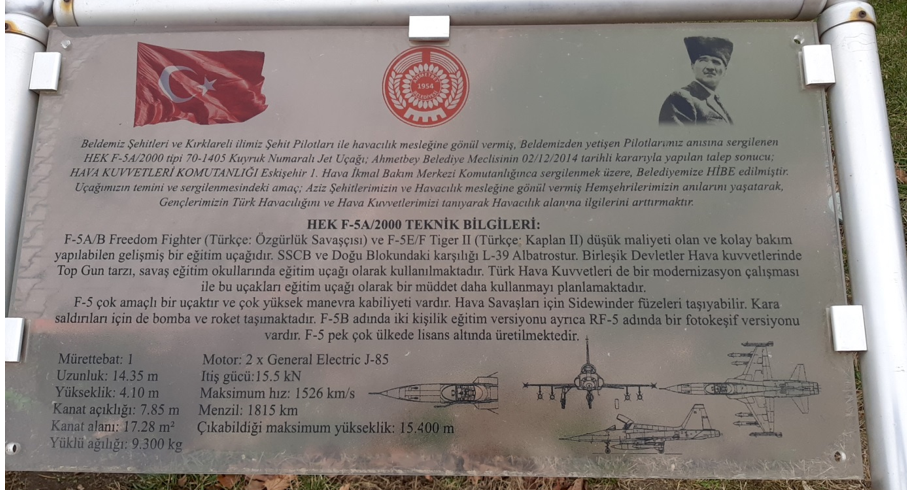 1954
Beldemiz Şehitleri ve Kırklareli ilimiz Şehit Pilotları ile havacılık mesleğine gönül vermiş, Beldemizden yetişen Pilotlarımız anısına sergilenen
HEK F-5A/2000 tipi 70-1405 Kuyruk Numaralı Jet Uçağı; Ahmetbey Belediye Meclisinin 02/12/2014 tarihli kararıyla yapılan talep sonucu;
HAVA KUVVETLERİ KOMUTANLIĞI Eskişehir 1. Hava İkmal Bakım Merkezi Komutanlığınca sergilenmek üzere, Belediyemize HİBE edilmiştir.
Uçağımızın temini ve sergilenmesindeki amaç; Aziz Şehitlerimizin ve Havacılık mesleğine gönül vermiş Hemşehrilerimizin anılarını yaşatarak,
Gençlerimizin Türk Havacılığını ve Hava Kuvvetlerimizi tanıyarak Havacılık alanına ilgilerini arttırmaktır.
HEK F-5A/2000 TEKNİK BİLGİLERİ:
F-5A/B Freedom Fighter (Türkçe: Özgürlük Savaşçısı) ve F-5E/F Tiger II (Türkçe: Kaplan II) düşük maliyeti olan ve kolay bakım
yapılabilen gelişmiş bir eğitim uçağıdır. SSCB ve Doğu Blokundaki karşılığı L-39 Albatrostur. Birleşik Devletler Hava kuvvetlerinde
Top Gun tarzı, savaş eğitim okullarında eğitim uçağı olarak kullanılmaktadır. Türk Hava Kuvvetleri de bir modernizasyon çalışması
ile bu uçakları eğitim uçağı olarak bir müddet daha kullanmayı planlamaktadır.
F-5 çok amaçlı bir uçaktır ve çok yüksek manevra kabiliyeti vardır. Hava Savaşları için Sidewinder füzeleri taşıyabilir. Kara
saldırıları için de bomba ve roket taşımaktadır. F-5B adında iki kişilik eğitim versiyonu ayrıca RF-5 adında bir fotokeşif versiyonu
vardır. F-5 pek çok ülkede lisans altında üretilmektedir.
Mürettebat: 1
Uzunluk: 14.35 m
Yükseklik: 4.10 m
Kanat açıklığı: 7.85 m
Kanat alanı: 17.28 m²
Yüklü ağılığı: 9.300 kg
Motor: 2 x General Electric J-85
Itiş gücü:15.5 kN
Maksimum hız: 1526 km/s
Menzil: 1815 km
Çıkabildiği maksimum yükseklik: 15.400 m